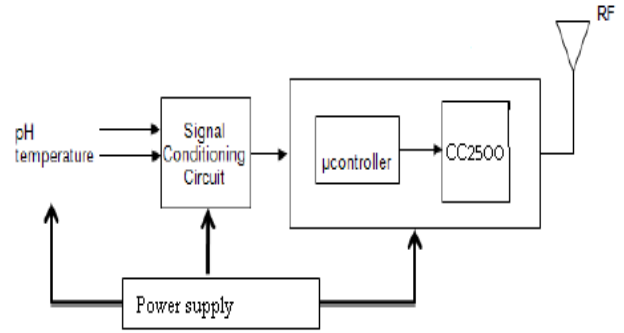 RF
pH
temperature
Signal
Conditioning
Circuit
µcontroller
CC2500
Power supply